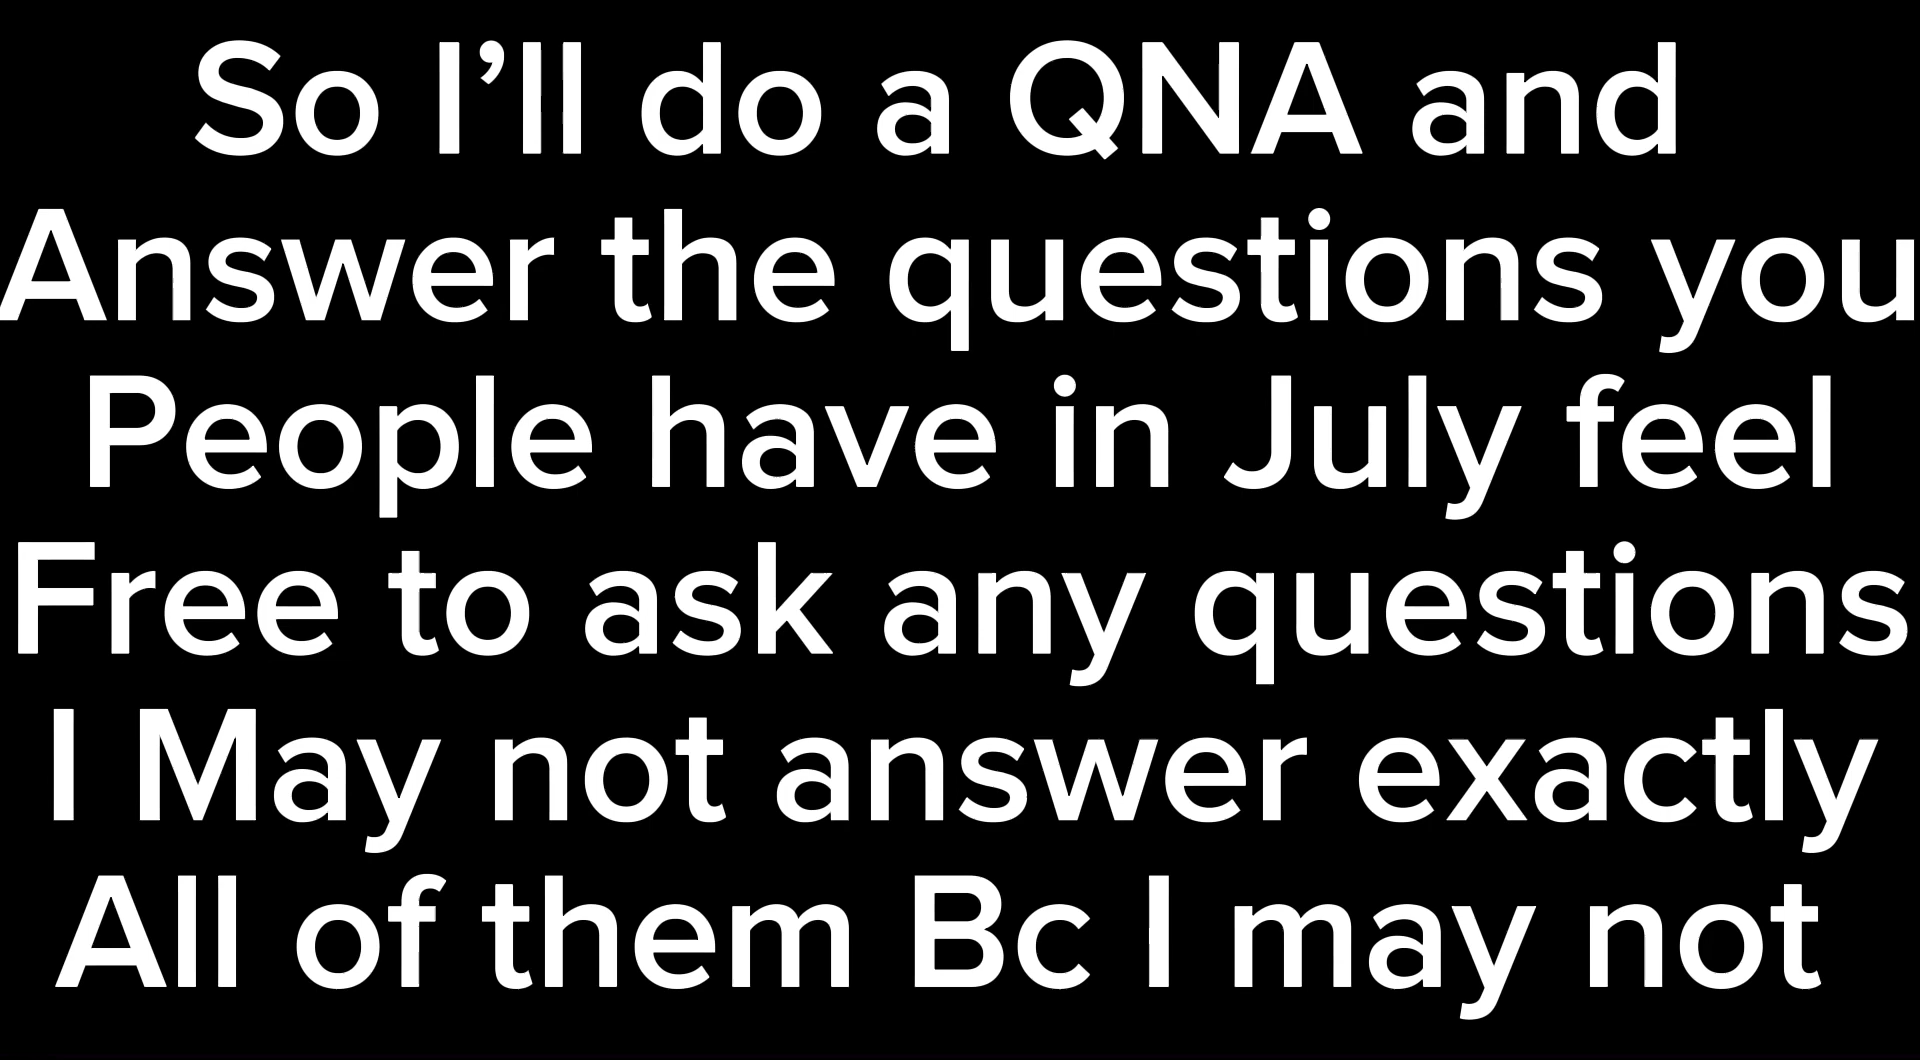 So I’ll do a QNA and
Answer the questions you
People have in July feel
Free to ask any questions
I May not answer exactly
All of them Bc I may not